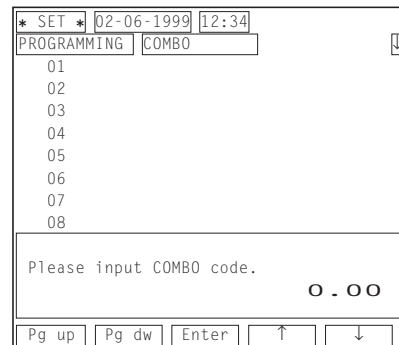 * SET * 02-06-1999 12:34
PROGRAMMING COMBO ↓
01
02
03
04
05
06
07
08
Please input COMBO code.
0.00
Pg up Pg dw Enter ↑ ↓